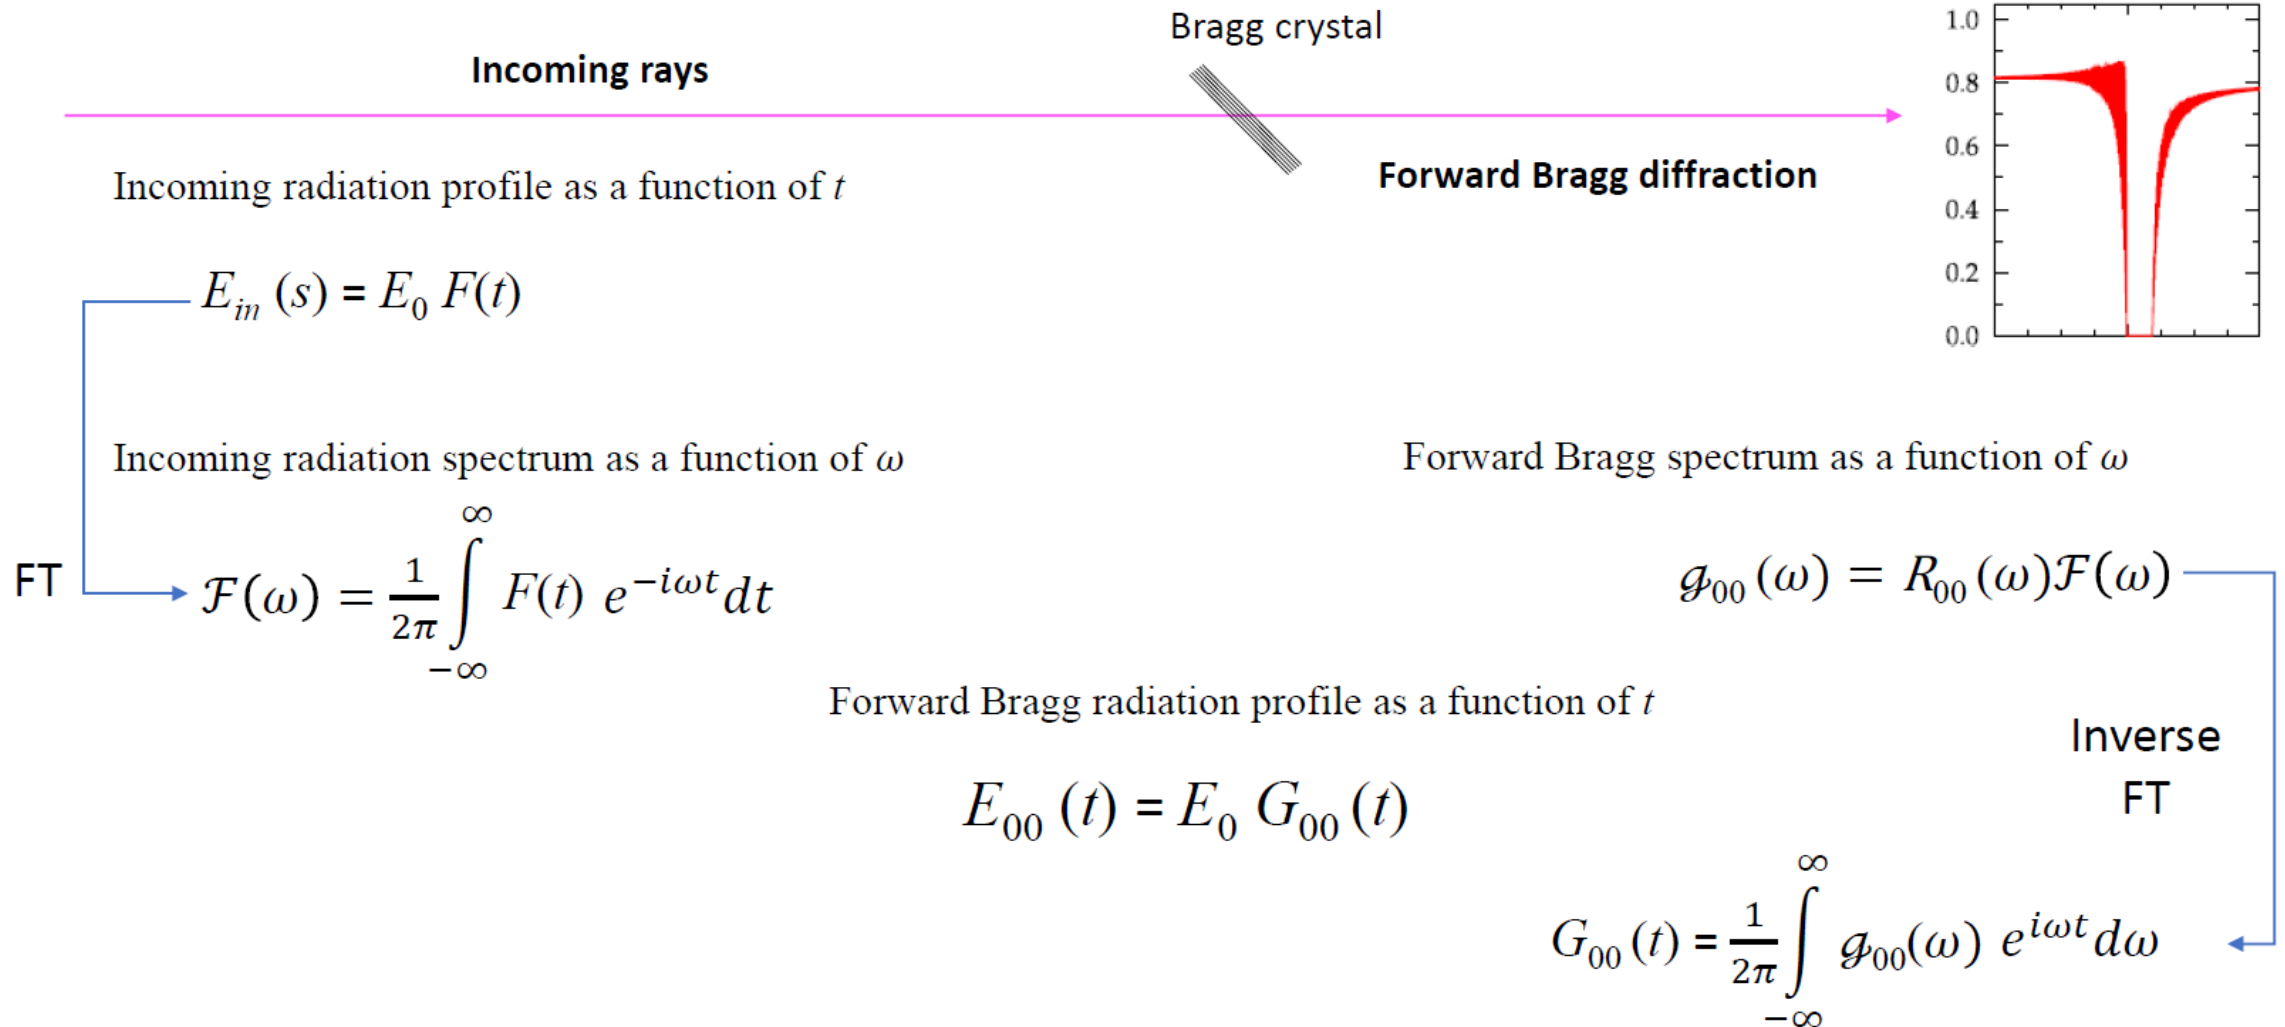 Bragg crystal
Incoming rays
Forward Bragg diffraction
1.0
0.8
0.6
0.4
0.2
0.0
Incoming radiation profile as a function of t
E_in (s) = E_0 F(t)
Incoming radiation spectrum as a function of ω
FT
ℱ(ω) = 1/2π ∫_{−∞}^{∞} F(t) e^{−iωt} dt
Forward Bragg spectrum as a function of ω
ℊ_00 (ω) = R_00 (ω)ℱ(ω)
Forward Bragg radiation profile as a function of t
E_00 (t) = E_0 G_00 (t)
Inverse
FT
G_00 (t) = 1/2π ∫_{−∞}^{∞} ℊ_00(ω) e^{iωt} dω